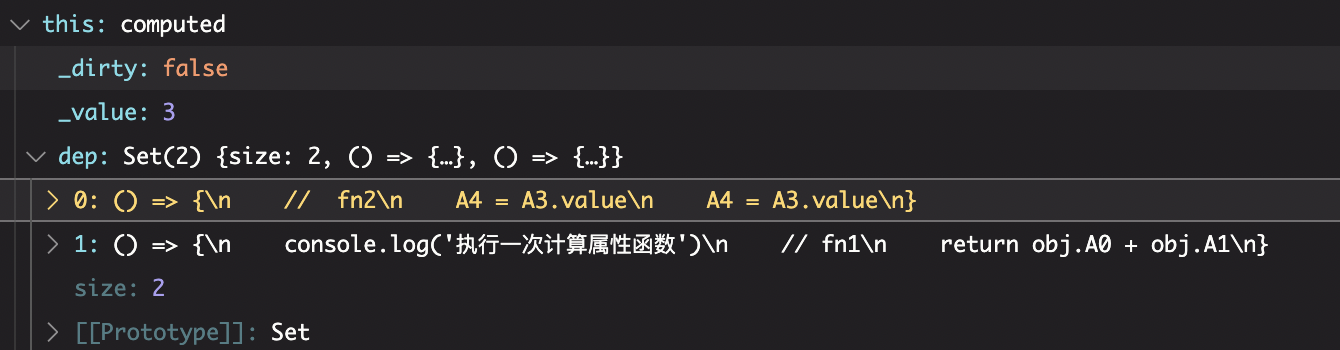 this: computed
_dirty: false
_value: 3
dep: Set(2) {size: 2, () => {…}, () => {…}}
0: () => {\n    //  fn2\n    A4 = A3.value\n    A4 = A3.value\n}
1: () => {\n    console.log('执行一次计算属性函数')\n    // fn1\n    return obj.A0 + obj.A1\n}
size: 2
[[Prototype]]: Set